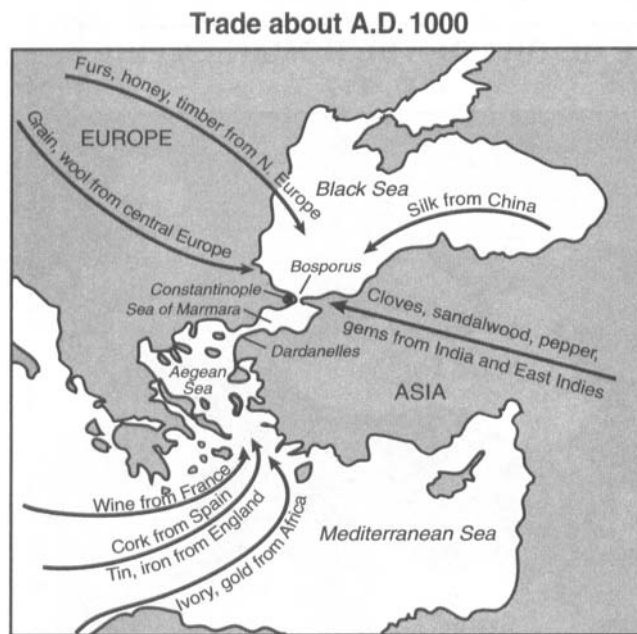 Trade about A.D. 1000
Furs, honey, timber from N. Europe
EUROPE
Grain, wool from central Europe
Black Sea
Silk from China
Bosporus
Constantinople
Sea of Marmara
Cloves, sandalwood, pepper,
gems from India and East Indies
Dardanelles
Aegean
Sea
ASIA
Wine from France
Cork from Spain
Tin, iron from England
Ivory, gold from Africa
Mediterranean Sea